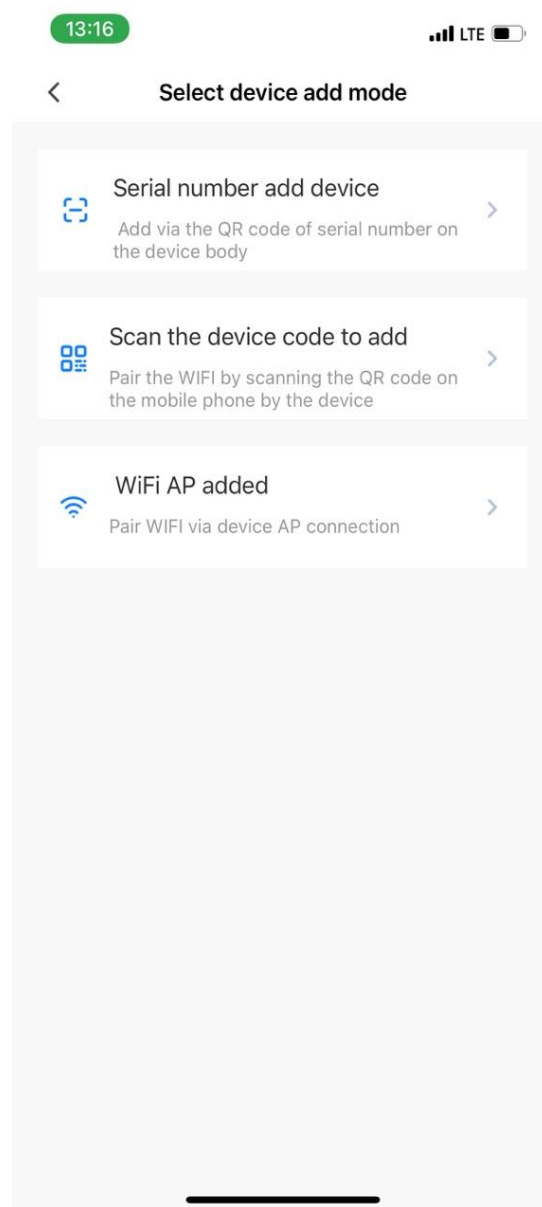 13:16
LTE
Select device add mode
Serial number add device
Add via the QR code of serial number on
the device body
Scan the device code to add
Pair the WIFI by scanning the QR code on
the mobile phone by the device
WiFi AP added
Pair WIFI via device AP connection